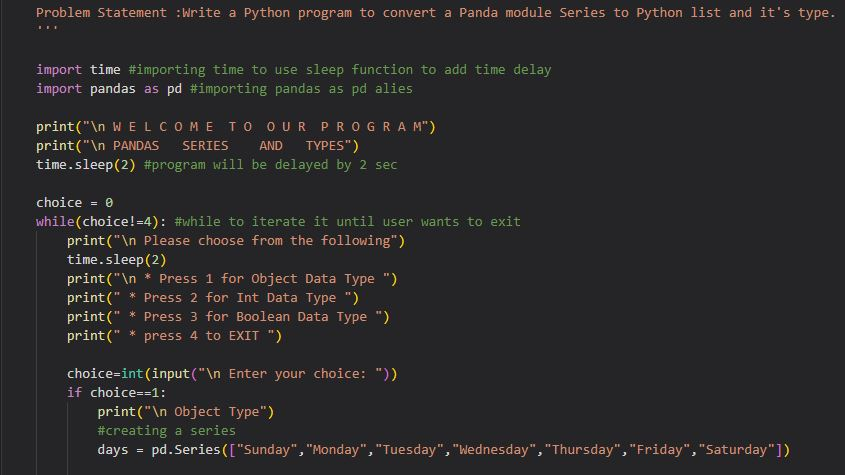 Problem Statement :Write a Python program to convert a Panda module Series to Python list and it's type.
'''
import time #importing time to use sleep function to add time delay
import pandas as pd #importing pandas as pd alies
print("\n W E L C O M E  T O  O U R  P R O G R A M")
print("\n PANDAS   SERIES    AND   TYPES")
time.sleep(2) #program will be delayed by 2 sec
choice = 0
while(choice!=4): #while to iterate it until user wants to exit
    print("\n Please choose from the following")
    time.sleep(2)
    print("\n * Press 1 for Object Data Type ")
    print(" * Press 2 for Int Data Type ")
    print(" * Press 3 for Boolean Data Type ")
    print(" * press 4 to EXIT ")
    choice=int(input("\n Enter your choice: "))
    if choice==1:
        print("\n Object Type")
        #creating a series
        days = pd.Series(["Sunday","Monday","Tuesday","Wednesday","Thursday","Friday","Saturday"])